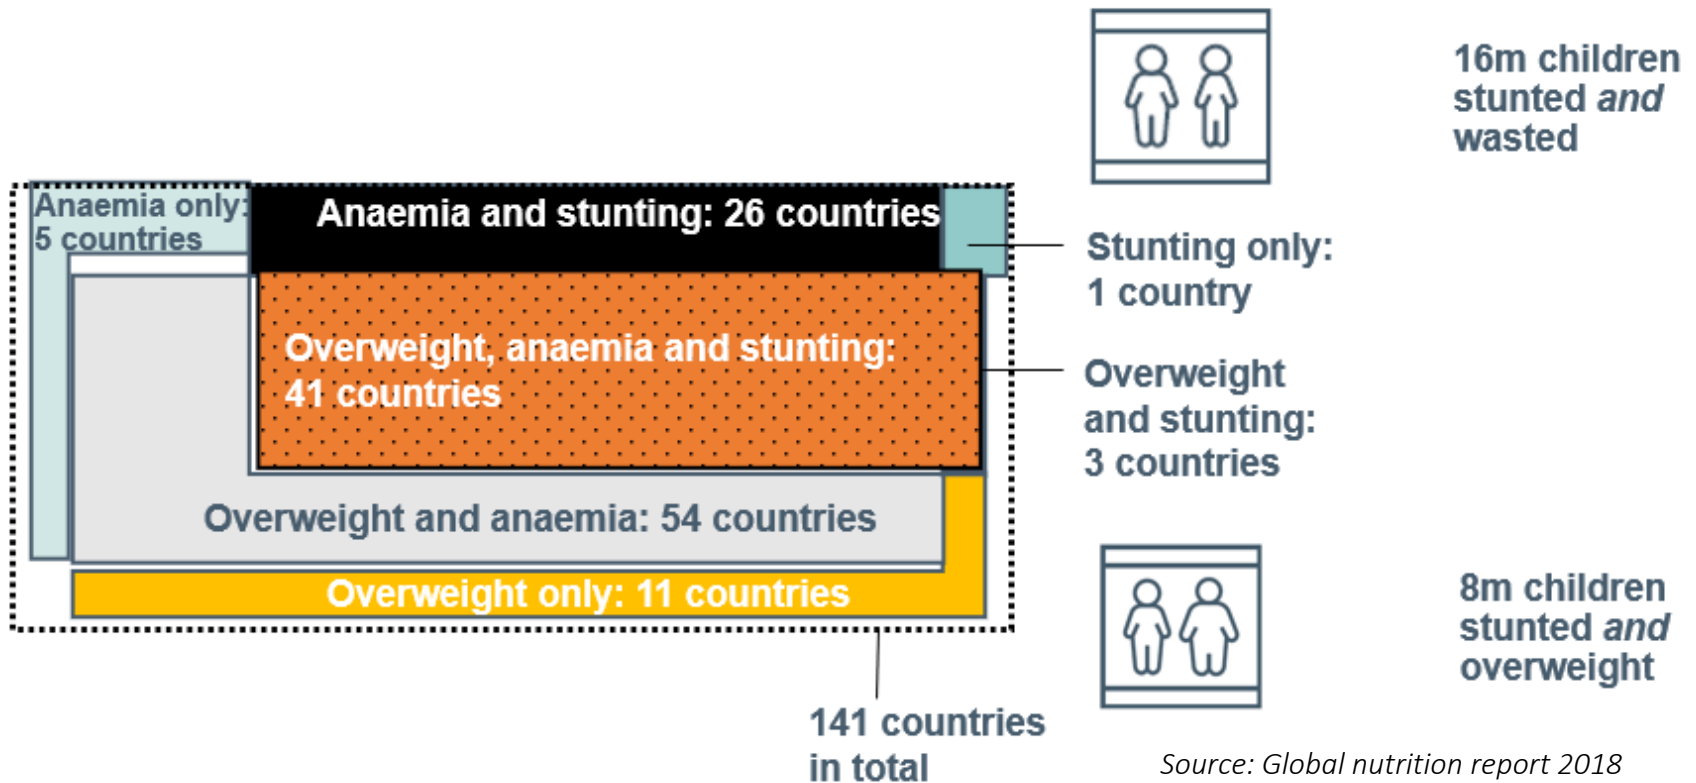 16m children
stunted and
wasted
Anaemia only:
5 countries
Anaemia and stunting: 26 countries
Stunting only:
1 country
Overweight, anaemia and stunting:
41 countries
Overweight
and stunting:
3 countries
Overweight and anaemia: 54 countries
Overweight only: 11 countries
8m children
stunted and
overweight
141 countries
in total
Source: Global nutrition report 2018